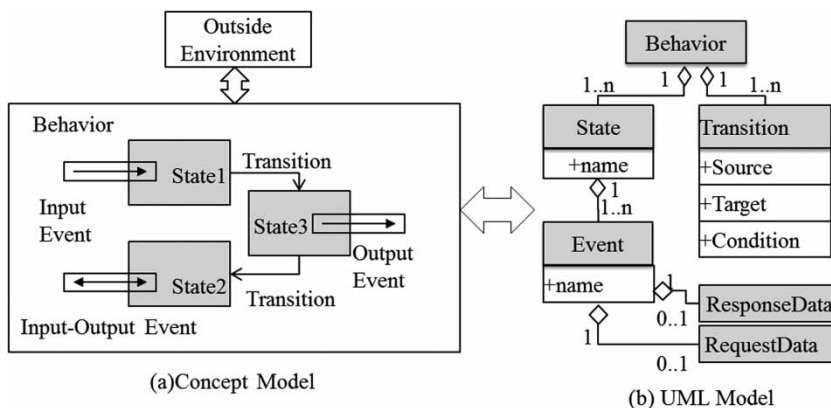 Outside
Environment
Behavior
State1
Transition
Input
Event
State3
Output
Event
State2
Transition
Input-Output Event
(a)Concept Model
Behavior
1
1
1..n
1..n
State
+name
Transition
+Source
+Target
+Condition
1
1..n
Event
+name
1
ResponseData
0..1
1
RequestData
0..1
(b) UML Model